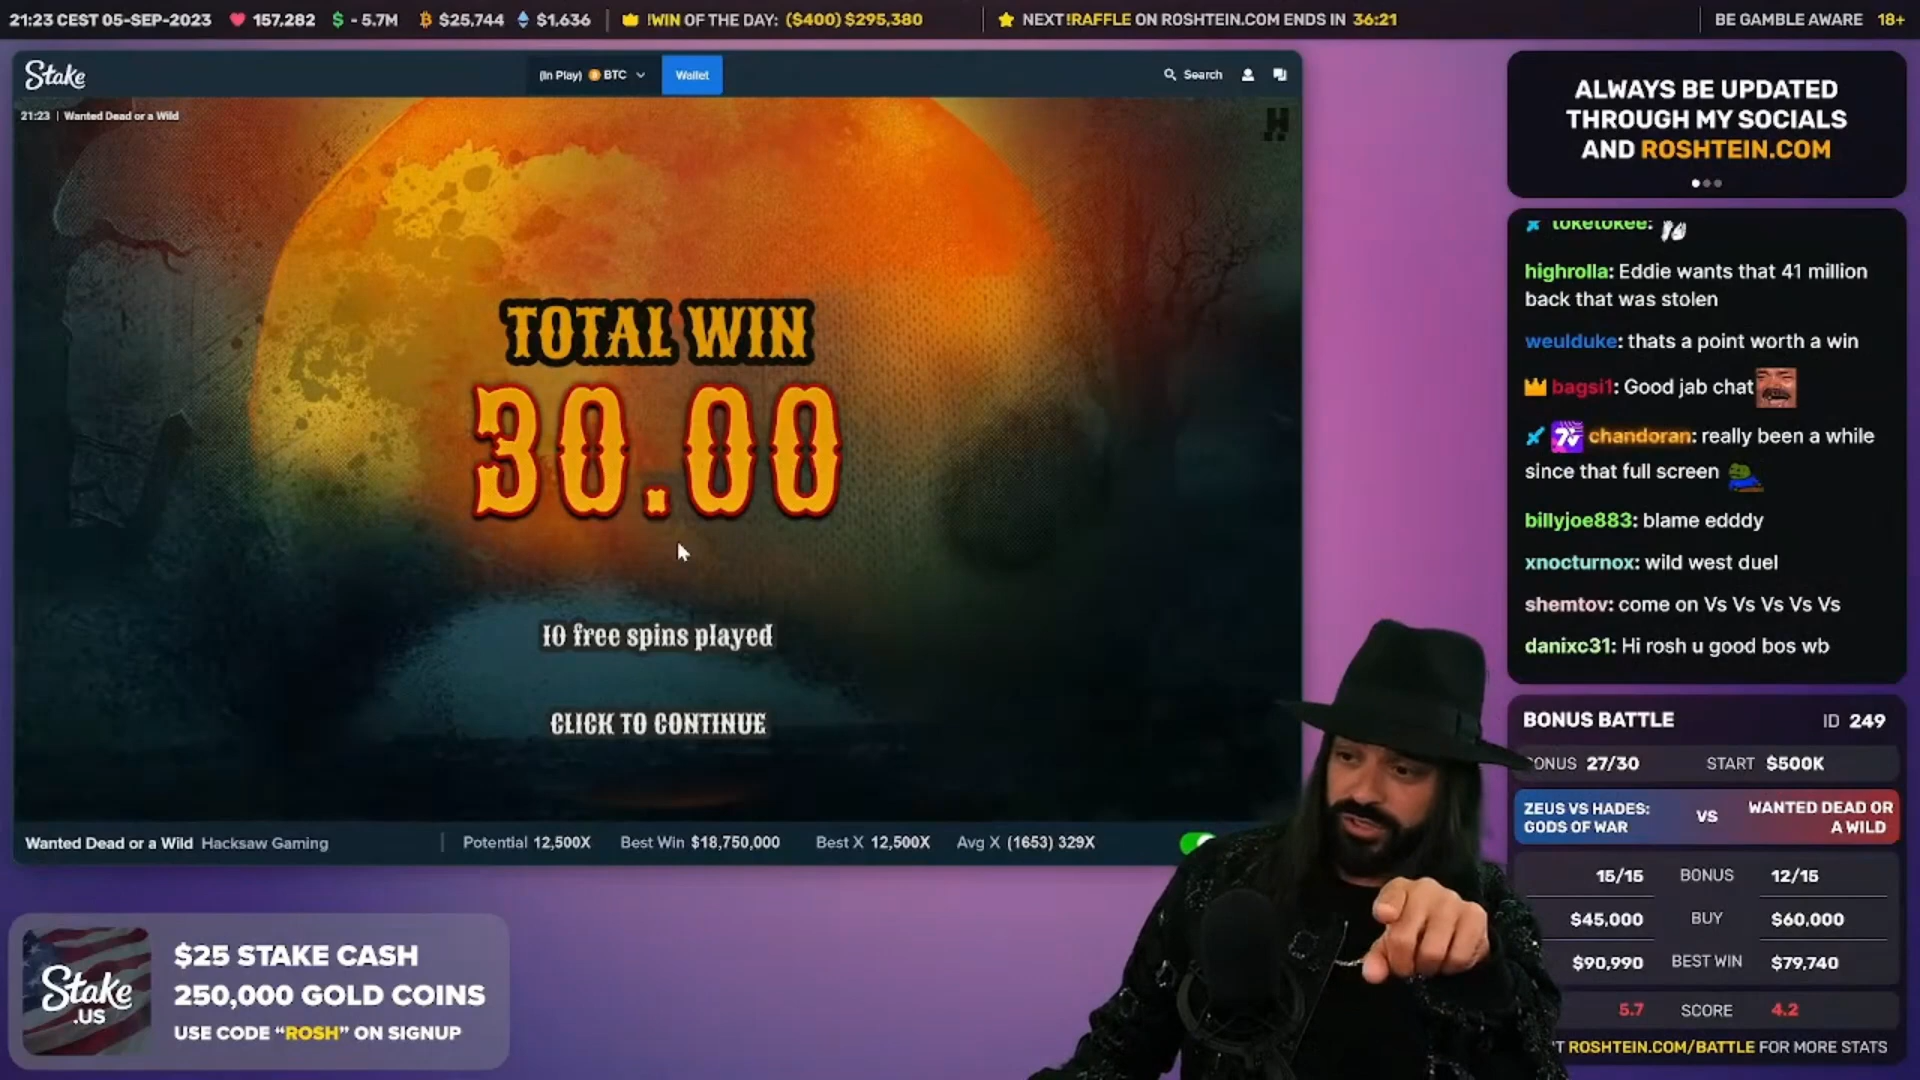 21:23 CEST 05-SEP-2023 157,282 $ - 5.7M $25,744 $1,636 !WIN OF THE DAY: ($400) $295,380 NEXT !RAFFLE ON ROSHTEIN.COM ENDS IN 36:21 BE GAMBLE AWARE 18+
Stake (In Play) BTC Wallet Search
21:23 | Wanted Dead or a Wild
TOTAL WIN
30.00
10 free spins played
CLICK TO CONTINUE
Wanted Dead or a Wild Hacksaw Gaming Potential 12,500X Best Win $18,750,000 Best X 12,500X Avg X (1653) 329X
Stake
.US
$25 STAKE CASH
250,000 GOLD COINS
USE CODE “ROSH” ON SIGNUP
ALWAYS BE UPDATED
THROUGH MY SOCIALS
AND ROSHTEIN.COM
toketokee:
highrolla: Eddie wants that 41 million
back that was stolen
weulduke: thats a point worth a win
bagsi1: Good jab chat
chandoran: really been a while
since that full screen
billyjoe883: blame edddy
xnocturnox: wild west duel
shemtov: come on Vs Vs Vs Vs Vs
danixc31: Hi rosh u good bos wb
BONUS BATTLE ID 249
BONUS 27/30 START $500K
ZEUS VS HADES:
GODS OF WAR
VS
WANTED DEAD OR
A WILD
15/15 BONUS 12/15
$45,000 BUY $60,000
$90,990 BEST WIN $79,740
5.7 SCORE 4.2
ROSHTEIN.COM/BATTLE FOR MORE STATS